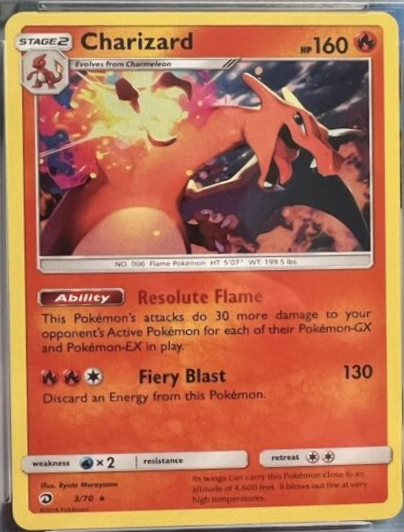 STAGE2 Charizard HP160
Evolves from Charmeleon
NO. 006 Flame Pokémon HT: 5'07" WT: 199.5 lbs.
Ability Resolute Flame
This Pokémon's attacks do 30 more damage to your
opponent's Active Pokémon for each of their Pokémon-GX
and Pokémon-EX in play.
Fiery Blast 130
Discard an Energy from this Pokémon.
weakness ×2 resistance retreat
Illus. Ryota Murayama
Its wings can carry this Pokémon close to an
altitude of 4,600 feet. It blows out fire at very
high temperatures.
3/70 ★
©2018 Pokémon